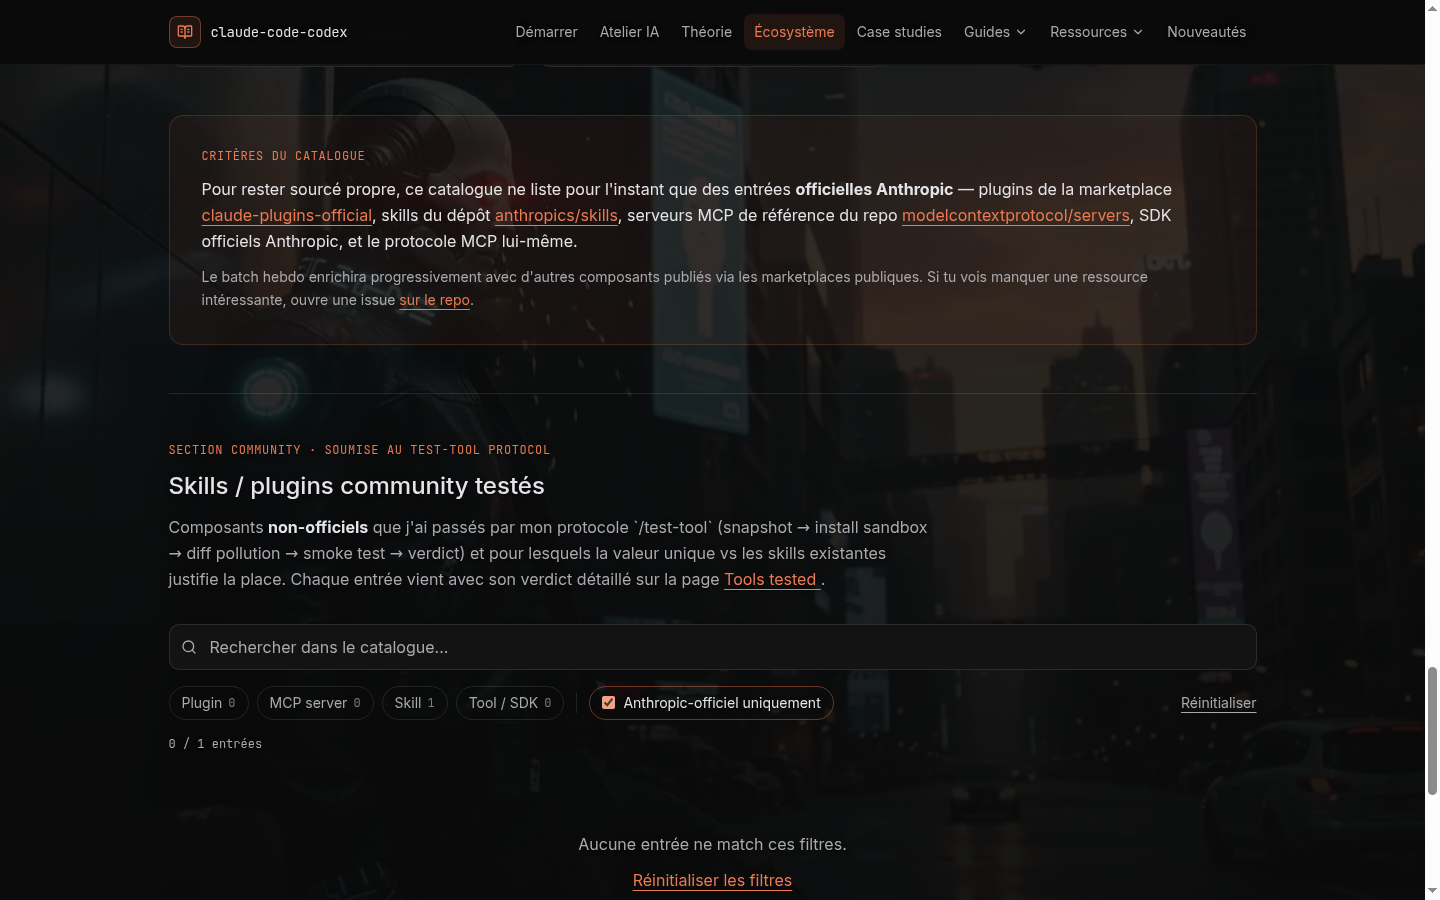 claude-code-codex
Démarrer
Atelier IA
Théorie
Écosystème
Case studies
Guides
Ressources
Nouveautés
CRITÈRES DU CATALOGUE
Pour rester sourcé propre, ce catalogue ne liste pour l'instant que des entrées officielles Anthropic — plugins de la marketplace
claude-plugins-official, skills du dépôt anthropics/skills, serveurs MCP de référence du repo modelcontextprotocol/servers, SDK
officiels Anthropic, et le protocole MCP lui-même.
Le batch hebdo enrichira progressivement avec d'autres composants publiés via les marketplaces publiques. Si tu vois manquer une ressource
intéressante, ouvre une issue sur le repo.
SECTION COMMUNITY · SOUMISE AU TEST-TOOL PROTOCOL
Skills / plugins community testés
Composants non-officiels que j'ai passés par mon protocole `/test-tool` (snapshot → install sandbox
→ diff pollution → smoke test → verdict) et pour lesquels la valeur unique vs les skills existantes
justifie la place. Chaque entrée vient avec son verdict détaillé sur la page Tools tested .
Rechercher dans le catalogue...
Plugin 0
MCP server 0
Skill 1
Tool / SDK 0
Anthropic-officiel uniquement
Réinitialiser
0 / 1 entrées
Aucune entrée ne match ces filtres.
Réinitialiser les filtres